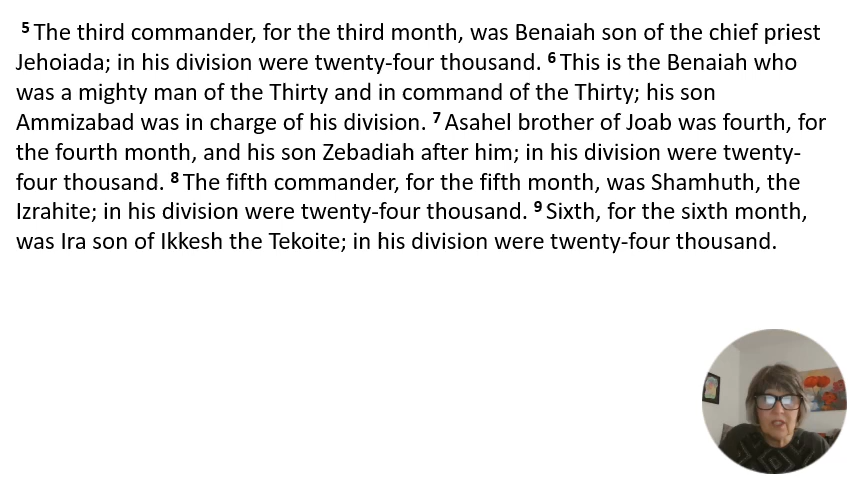 5 The third commander, for the third month, was Benaiah son of the chief priest
Jehoiada; in his division were twenty-four thousand. 6 This is the Benaiah who
was a mighty man of the Thirty and in command of the Thirty; his son
Ammizabad was in charge of his division. 7 Asahel brother of Joab was fourth, for
the fourth month, and his son Zebadiah after him; in his division were twenty-
four thousand. 8 The fifth commander, for the fifth month, was Shamhuth, the
Izrahite; in his division were twenty-four thousand. 9 Sixth, for the sixth month,
was Ira son of Ikkesh the Tekoite; in his division were twenty-four thousand.